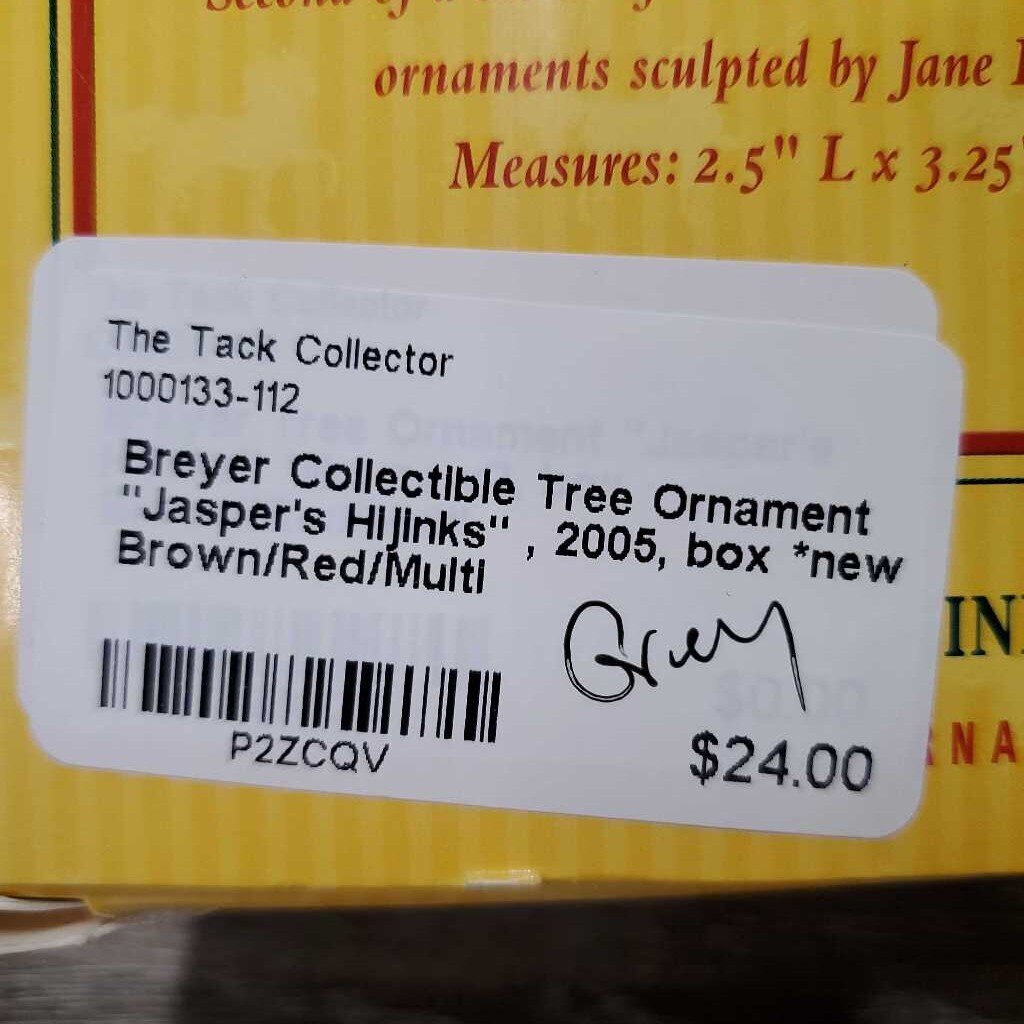 ornaments sculpted by Jane
Measures: 2.5" L x 3.25"
The Tack Collector
1000133-112
Breyer Collectible Tree Ornament
"Jasper's Hijinks" , 2005, box *new
Brown/Red/Multi
Grey
P2ZCQV
$24.00